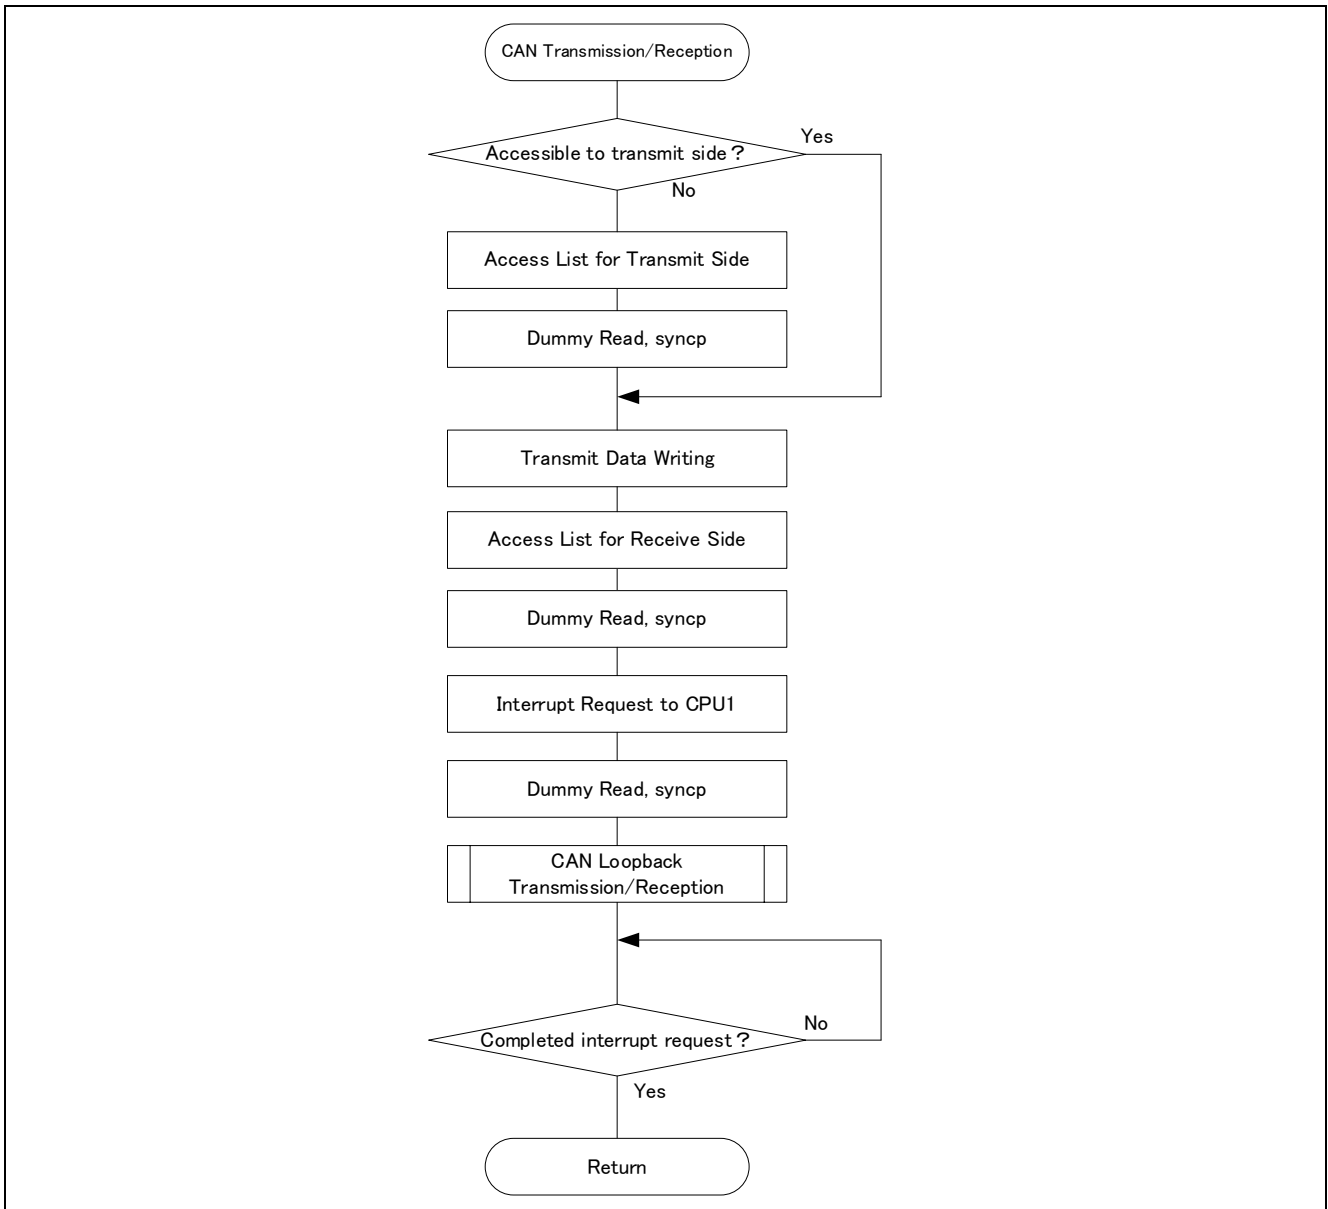 CAN Transmission/Reception
Accessible to transmit side？
Yes
No
Access List for Transmit Side
Dummy Read, syncp
Transmit Data Writing
Access List for Receive Side
Dummy Read, syncp
Interrupt Request to CPU1
Dummy Read, syncp
CAN Loopback
Transmission/Reception
Completed interrupt request？
No
Yes
Return